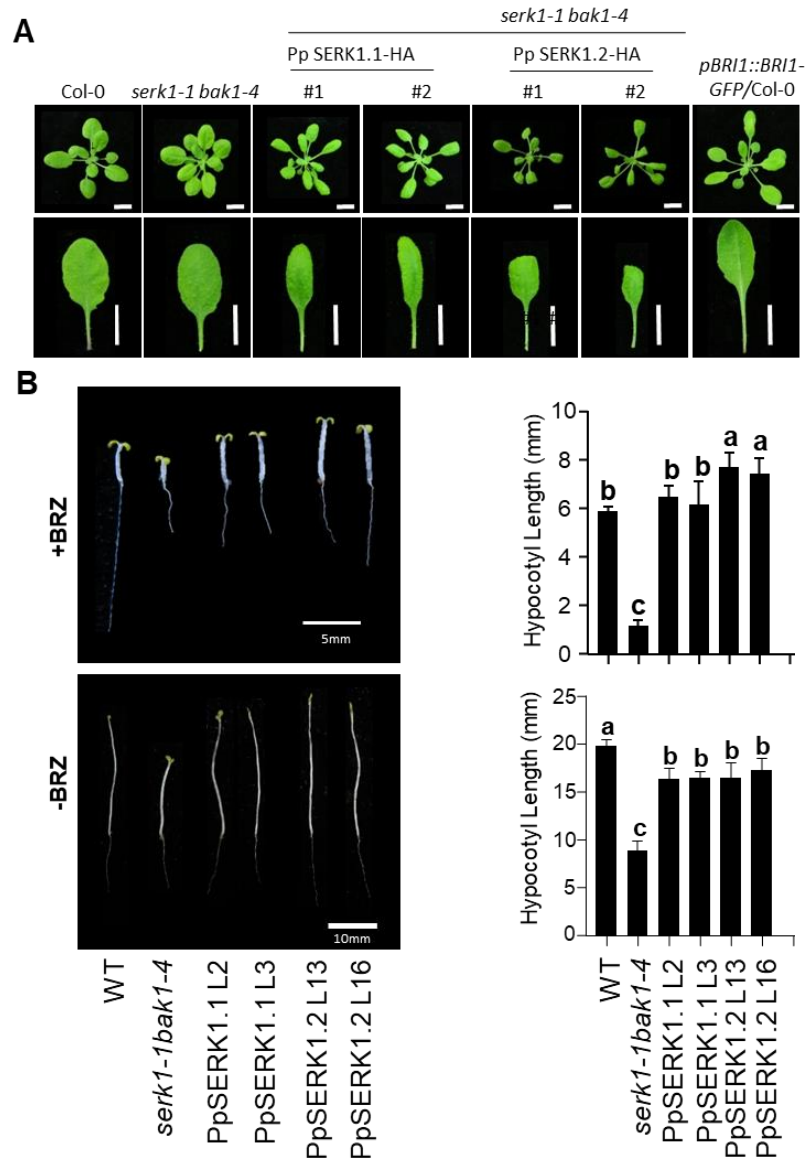 A
serk1-1 bak1-4
Pp SERK1.1-HA
Pp SERK1.2-HA
pBRI1::BRI1-
GFP/Col-0
Col-0
serk1-1 bak1-4
#1
#2
#1
#2
B
+BRZ
5mm
Hypocotyl Length (mm)
10
8
6
4
2
0
b
c
b
b
a
a
-BRZ
10mm
Hypocotyl Length (mm)
25
20
15
10
5
0
a
c
b
b
b
b
WT
serk1-1bak1-4
PpSERK1.1 L2
PpSERK1.1 L3
PpSERK1.2 L13
PpSERK1.2 L16
WT
serk1-1bak1-4
PpSERK1.1 L2
PpSERK1.1 L3
PpSERK1.2 L13
PpSERK1.2 L16